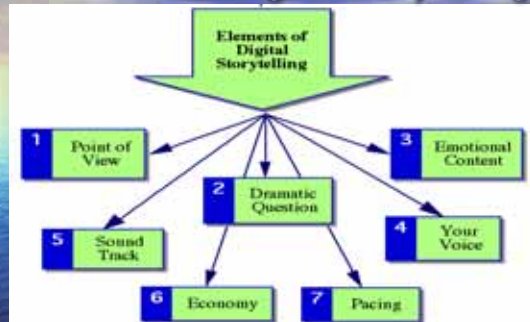 Elements of
Digital
Storytelling
1
Point of
View
2
Dramatic
Question
3
Emotional
Content
4
Your
Voice
5
Sound
Track
6
Economy
7
Pacing